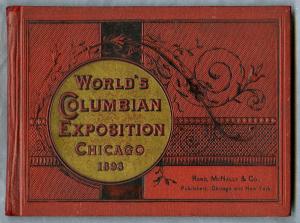 WORLD'S
COLUMBIAN
EXPOSITION
CHICAGO
1893
RAND, MCNALLY & CO.
Publishers, Chicago and New York